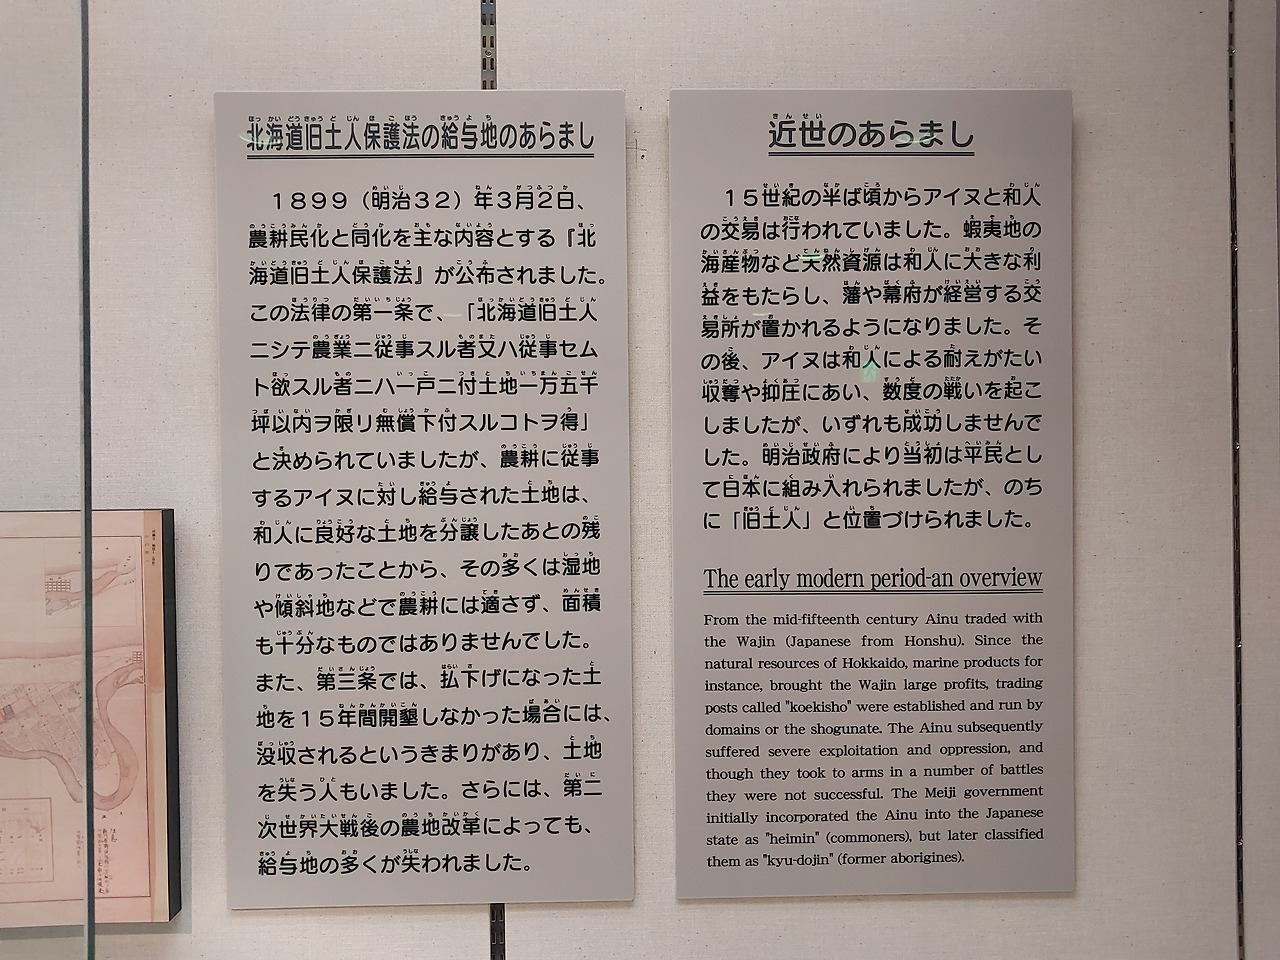 北海道旧土人保護法の給与地のあらまし
１８９９（明治３２）年３月２日、
農耕民化と同化を主な内容とする『北
海道旧土人保護法』が公布されました。
この法律の第一条で、「北海道旧土人
ニシテ農業ニ従事スル者又ハ従事セム
ト欲スル者ニハ一戸ニ付土地一万五千
坪以内ヲ限リ無償下付スルコトヲ得」
と決められていましたが、農耕に従事
するアイヌに対し給与された土地は、
和人に良好な土地を分譲したあとの残
りであったことから、その多くは湿地
や傾斜地などで農耕には適さず、面積
も十分なものではありませんでした。
また、第三条では、払下げになった土
地を１５年間開墾しなかった場合には、
没収されるというきまりがあり、土地
を失う人もいました。さらには、第二
次世界大戦後の農地改革によっても、
給与地の多くが失われました。
近世のあらまし
１５世紀の半ば頃からアイヌと和人
の交易は行われていました。蝦夷地の
海産物など天然資源は和人に大きな利
益をもたらし、藩や幕府が経営する交
易所が置かれるようになりました。そ
の後、アイヌは和人による耐えがたい
収奪や抑圧にあい、数度の戦いを起こ
しましたが、いずれも成功しませんで
した。明治政府により当初は平民とし
て日本に組み入れられましたが、のち
に「旧土人」と位置づけられました。
The early modern period-an overview
From the mid-fifteenth century Ainu traded with
the Wajin (Japanese from Honshu). Since the
natural resources of Hokkaido, marine products for
instance, brought the Wajin large profits, trading
posts called "koekisho" were established and run by
domains or the shogunate. The Ainu subsequently
suffered severe exploitation and oppression, and
though they took to arms in a number of battles
they were not successful. The Meiji government
initially incorporated the Ainu into the Japanese
state as "heimin" (commoners), but later classified
them as "kyu-dojin" (former aborigines).